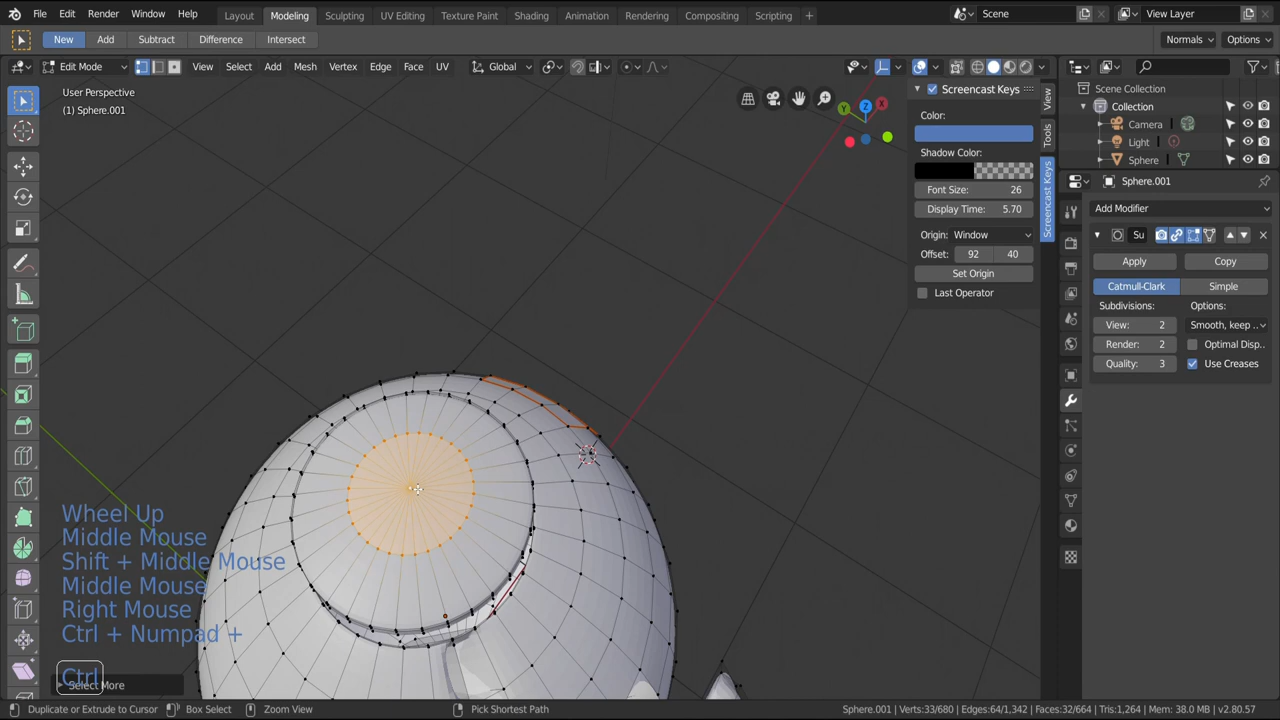 File Edit Render Window Help Layout Modeling Sculpting UV Editing Texture Paint Shading Animation Rendering Compositing Scripting + Scene View Layer
New Add Subtract Difference Intersect Normals Options
Edit Mode View Select Add Mesh Vertex Edge Face UV Global
User Perspective
(1) Sphere.001
Z
Y
X
Screencast Keys
Color:
Shadow Color:
Font Size: 26
Display Time: 5.70
Origin: Window
Offset: 92 40
Set Origin
Last Operator
View
Tools
Screencast Keys
Scene Collection
Collection
Camera
Light
Sphere
Sphere.001
Add Modifier
Su
Apply Copy
Catmull-Clark Simple
Subdivisions: Options:
View: 2 Smooth, keep ..
Render: 2 Optimal Disp..
Quality: 3 Use Creases
Wheel Up
Middle Mouse
Shift + Middle Mouse
Middle Mouse
Right Mouse
Ctrl + Numpad +
Ctrl
Select More
Duplicate or Extrude to Cursor Box Select Zoom View Pick Shortest Path Sphere.001 | Verts:33/680 | Edges:64/1,342 | Faces:32/664 | Tris:1,264 | Mem: 38.0 MB | v2.80.57